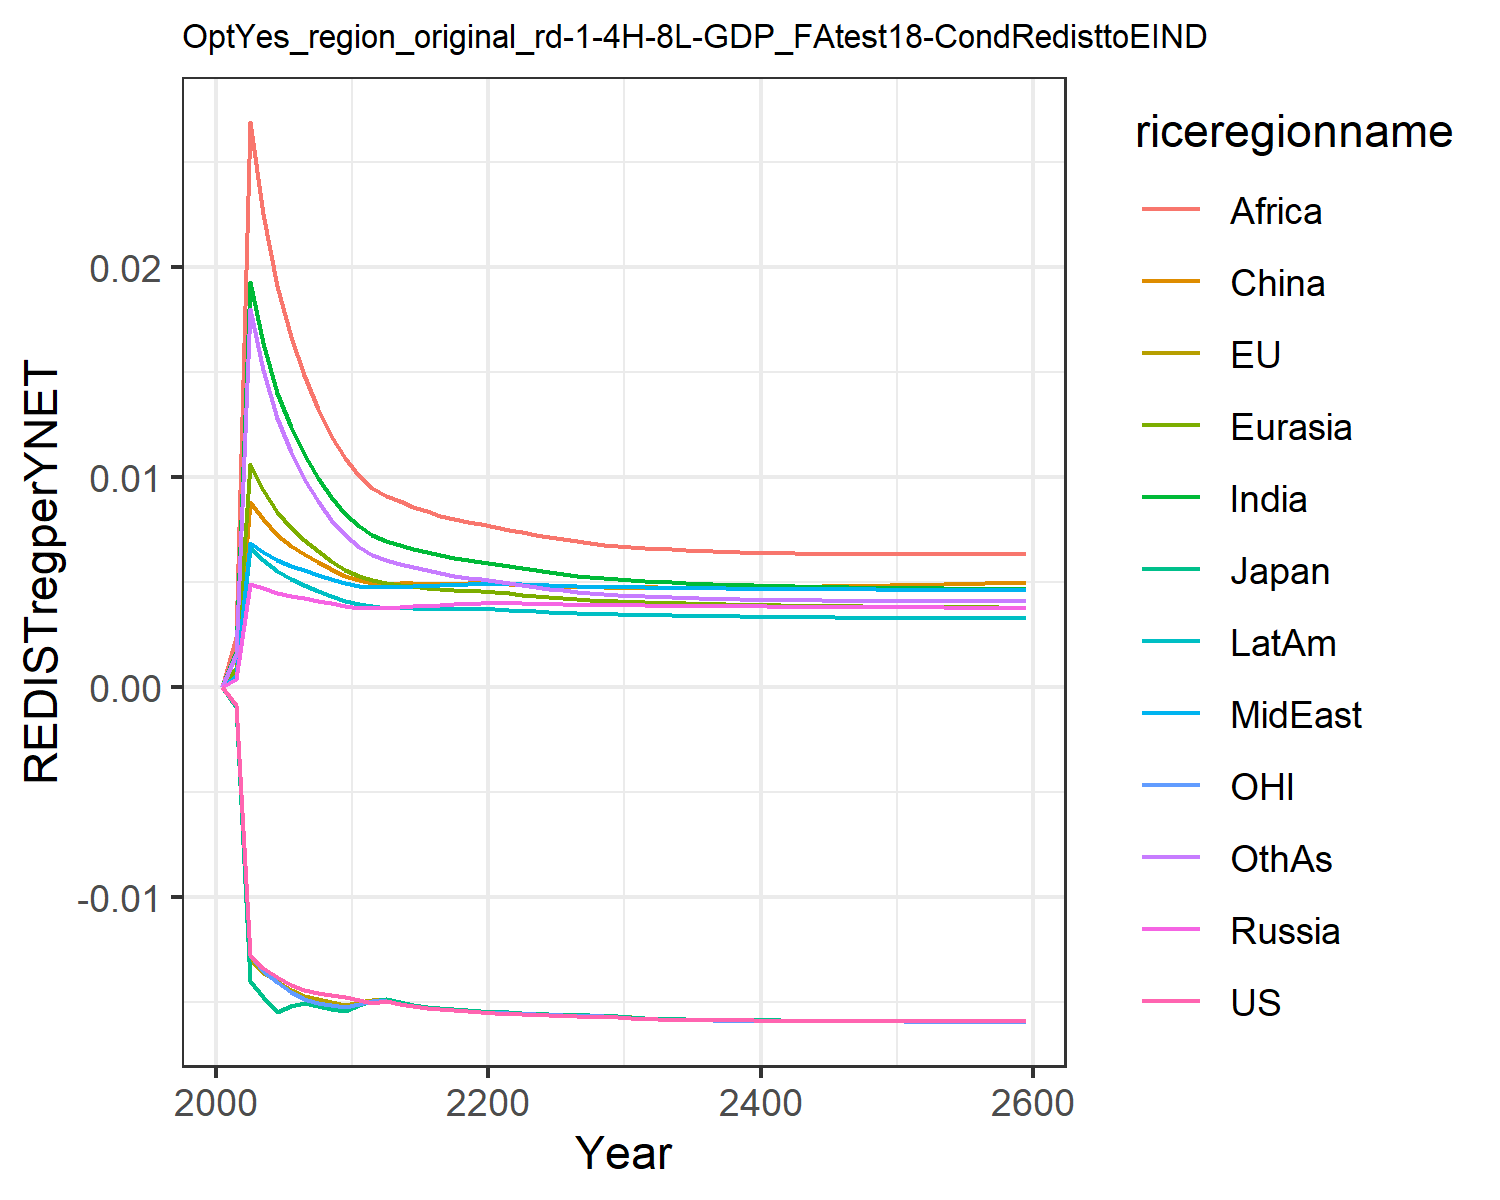 OptYes_region_original_rd-1-4H-8L-GDP_FAtest18-CondRedisttoEIND
REDISTregperYNET
0.02
0.01
0.00
-0.01
2000 2200 2400 2600
Year
riceregionname
Africa
China
EU
Eurasia
India
Japan
LatAm
MidEast
OHI
OthAs
Russia
US